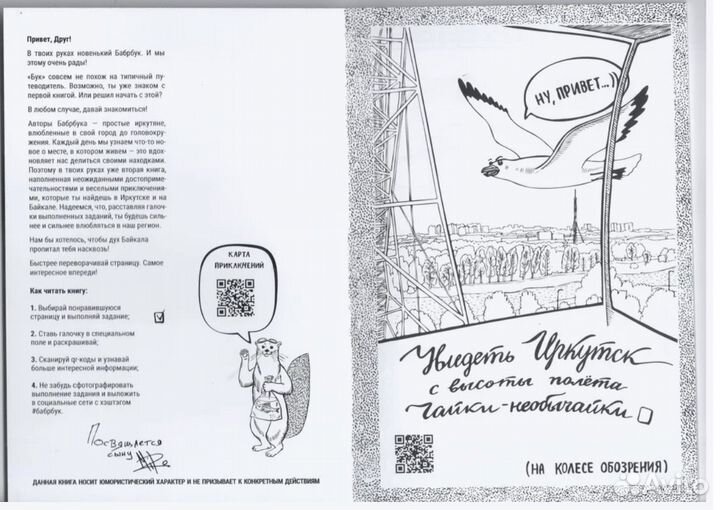 Привет, Друг!
В твоих руках новенький Бабрбук. И мы
этому очень рады!
«Бук» совсем не похож на типичный пу-
теводитель. Возможно, ты уже знаком с
первой книгой. Или решил начать с этой?
В любом случае, давай знакомиться!
Авторы Бабрбука — простые иркутяне,
влюбленные в свой город до головокру-
жения. Каждый день мы узнаем что-то но-
вое о месте, в котором живем – это вдох-
новляет нас делиться своими находками.
Поэтому в твоих руках уже вторая книга,
наполненная неожиданными достоприме-
чательностями и веселыми приключения-
ми, которые ты найдешь в Иркутске и на
Байкале. Надеемся, что, расставляя галоч-
ки выполненных заданий, ты будешь силь-
нее и сильнее влюбляться в наш регион.
Нам бы хотелось, чтобы дух Байкала
пропитал тебя насквозь!
Быстрее переворачивай страницу. Самое
интересное впереди!
Как читать книгу:
1. Выбирай понравившуюся
страницу и выполняй задание;
2. Ставь галочку в специальном
поле и раскрашивай;
3. Сканируй qr-коды и узнавай
больше интересной информации;
4. Не забудь сфотографировать
выполнение задания и выложить
в социальные сети с хэштэгом
#бабрбук.
КАРТА
ПРИКЛЮЧЕНИЙ
Посвящается
сыну
ДАННАЯ КНИГА НОСИТ ЮМОРИСТИЧЕСКИЙ ХАРАКТЕР И НЕ ПРИЗЫВАЕТ К КОНКРЕТНЫМ ДЕЙСТВИЯМ
НУ, ПРИВЕТ...))
Увидеть Иркутск
с высоты полёта
чайки-необычайки
(НА КОЛЕСЕ ОБОЗРЕНИЯ)
Avito